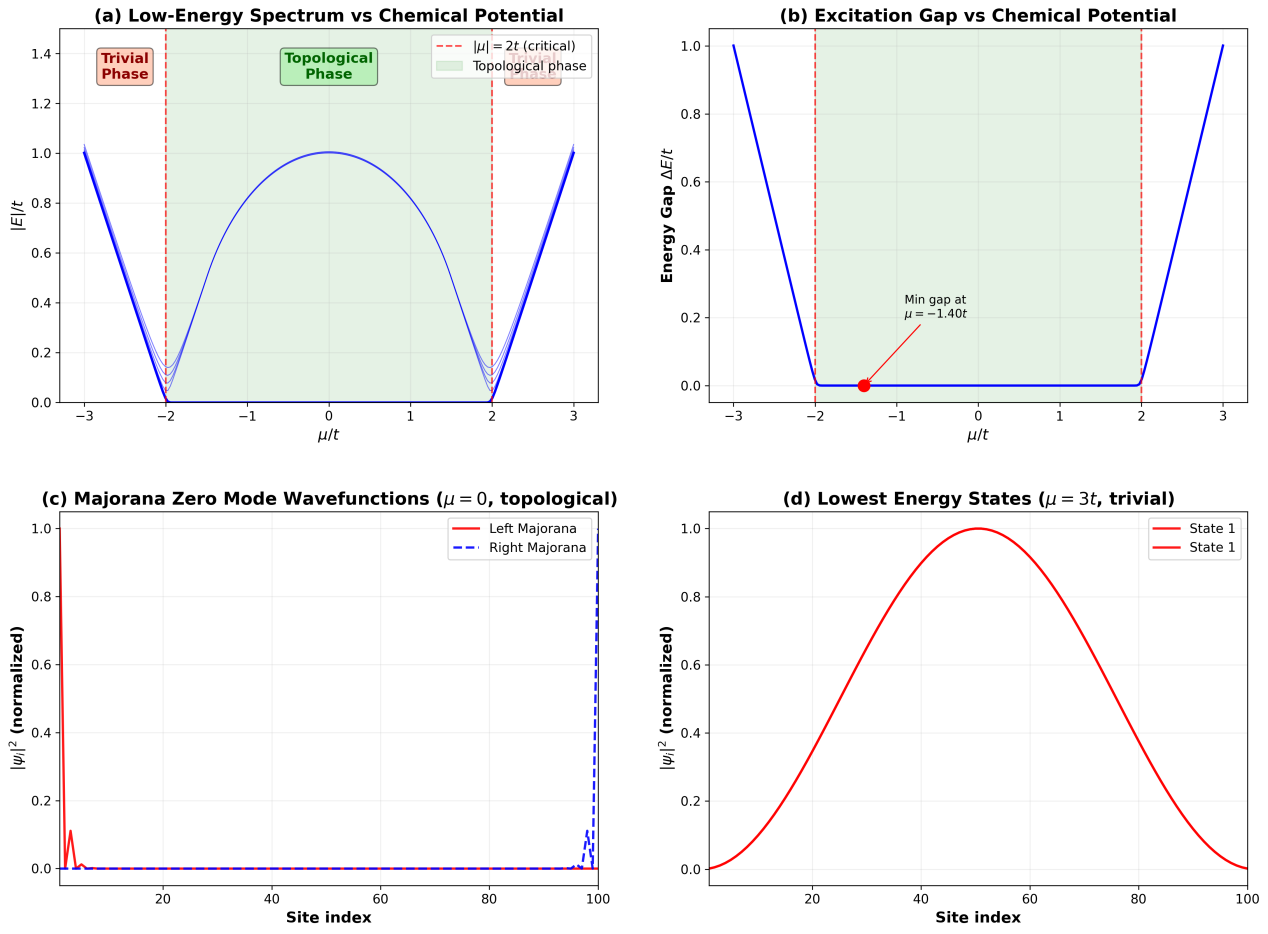 (a) Low-Energy Spectrum vs Chemical Potential
1.4
1.2
1.0
0.8
0.6
0.4
0.2
0.0
|E|/t
Trivial
Phase
Topological
Phase
Trivial
Phase
|μ| = 2t (critical)
Topological phase
−3
−2
−1
0
1
2
3
μ/t
(b) Excitation Gap vs Chemical Potential
1.0
0.8
0.6
0.4
0.2
0.0
Energy Gap ΔE/t
Min gap at
μ = −1.40t
−3
−2
−1
0
1
2
3
μ/t
(c) Majorana Zero Mode Wavefunctions (μ = 0, topological)
1.0
0.8
0.6
0.4
0.2
0.0
|ψᵢ|² (normalized)
Left Majorana
Right Majorana
20
40
60
80
100
Site index
(d) Lowest Energy States (μ = 3t, trivial)
1.0
0.8
0.6
0.4
0.2
0.0
|ψᵢ|² (normalized)
State 1
State 1
20
40
60
80
100
Site index